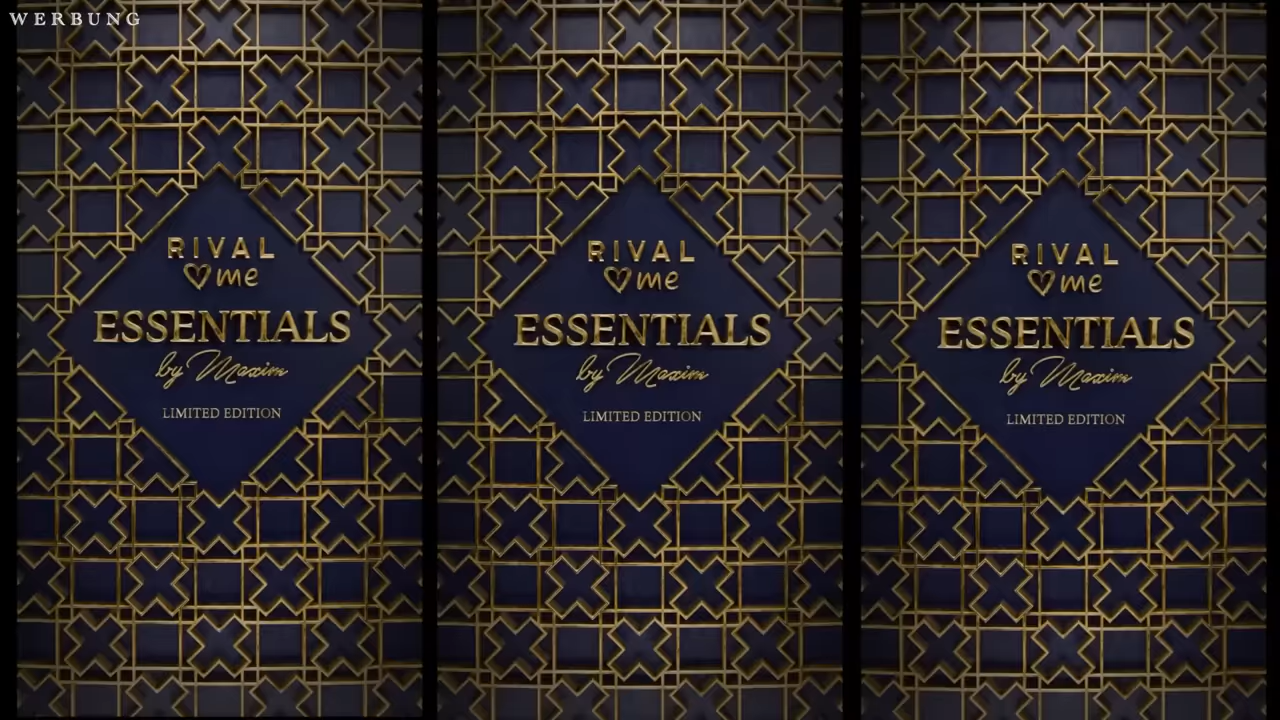 WERBUNG
RIVAL
♡me
ESSENTIALS
by Maxim
LIMITED EDITION
RIVAL
♡me
ESSENTIALS
by Maxim
LIMITED EDITION
RIVAL
♡me
ESSENTIALS
by Maxim
LIMITED EDITION